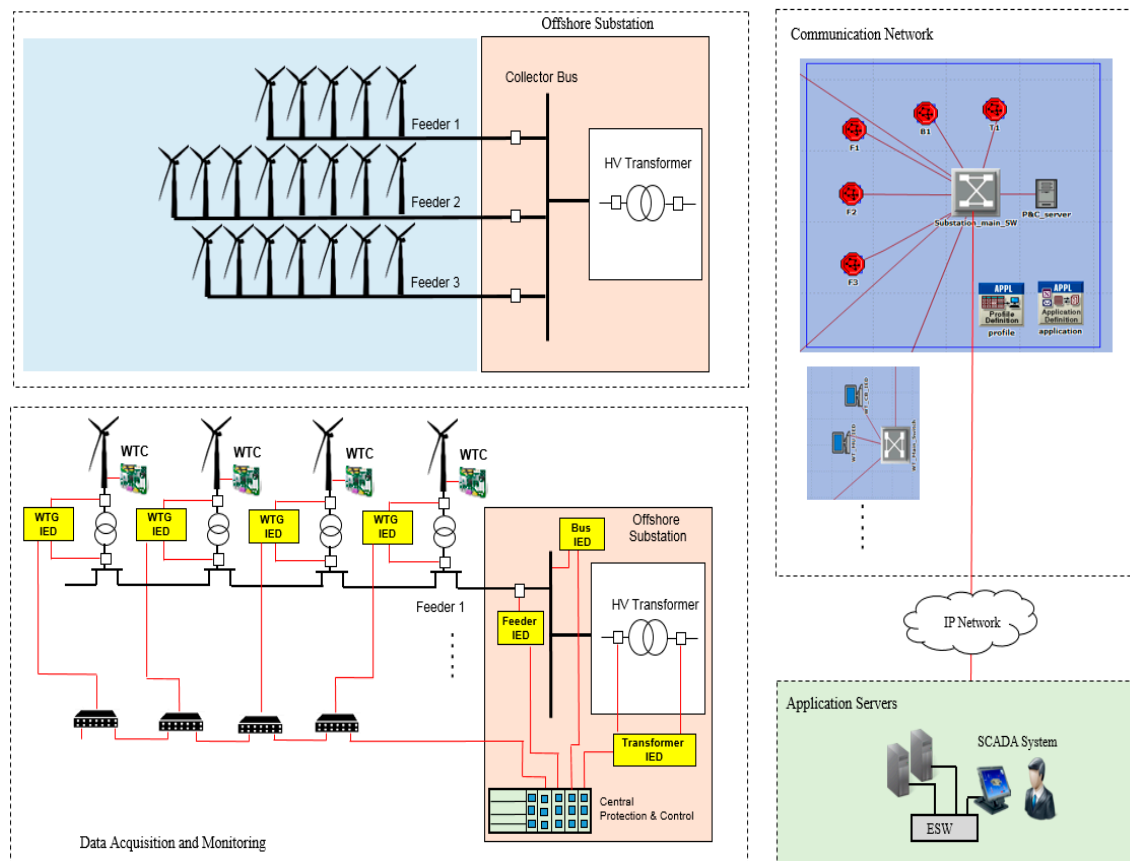 Offshore Substation
Collector Bus
Feeder 1
HV Transformer
Feeder 2
Feeder 3
Communication Network
B1
T1
F1
F2
Substation_main_SW
P&C_server
F3
APPL
Profile
Definition
profile
APPL
Application
Definition
application
WT_CB_IED
WT_MU_IED
WT_Main_Switch
IP Network
Application Servers
SCADA System
ESW
WTC
WTC
WTC
WTC
WTG
IED
WTG
IED
WTG
IED
WTG
IED
Bus
IED
Offshore
Substation
Feeder 1
Feeder
IED
HV Transformer
Transformer
IED
Central
Protection & Control
Data Acquisition and Monitoring